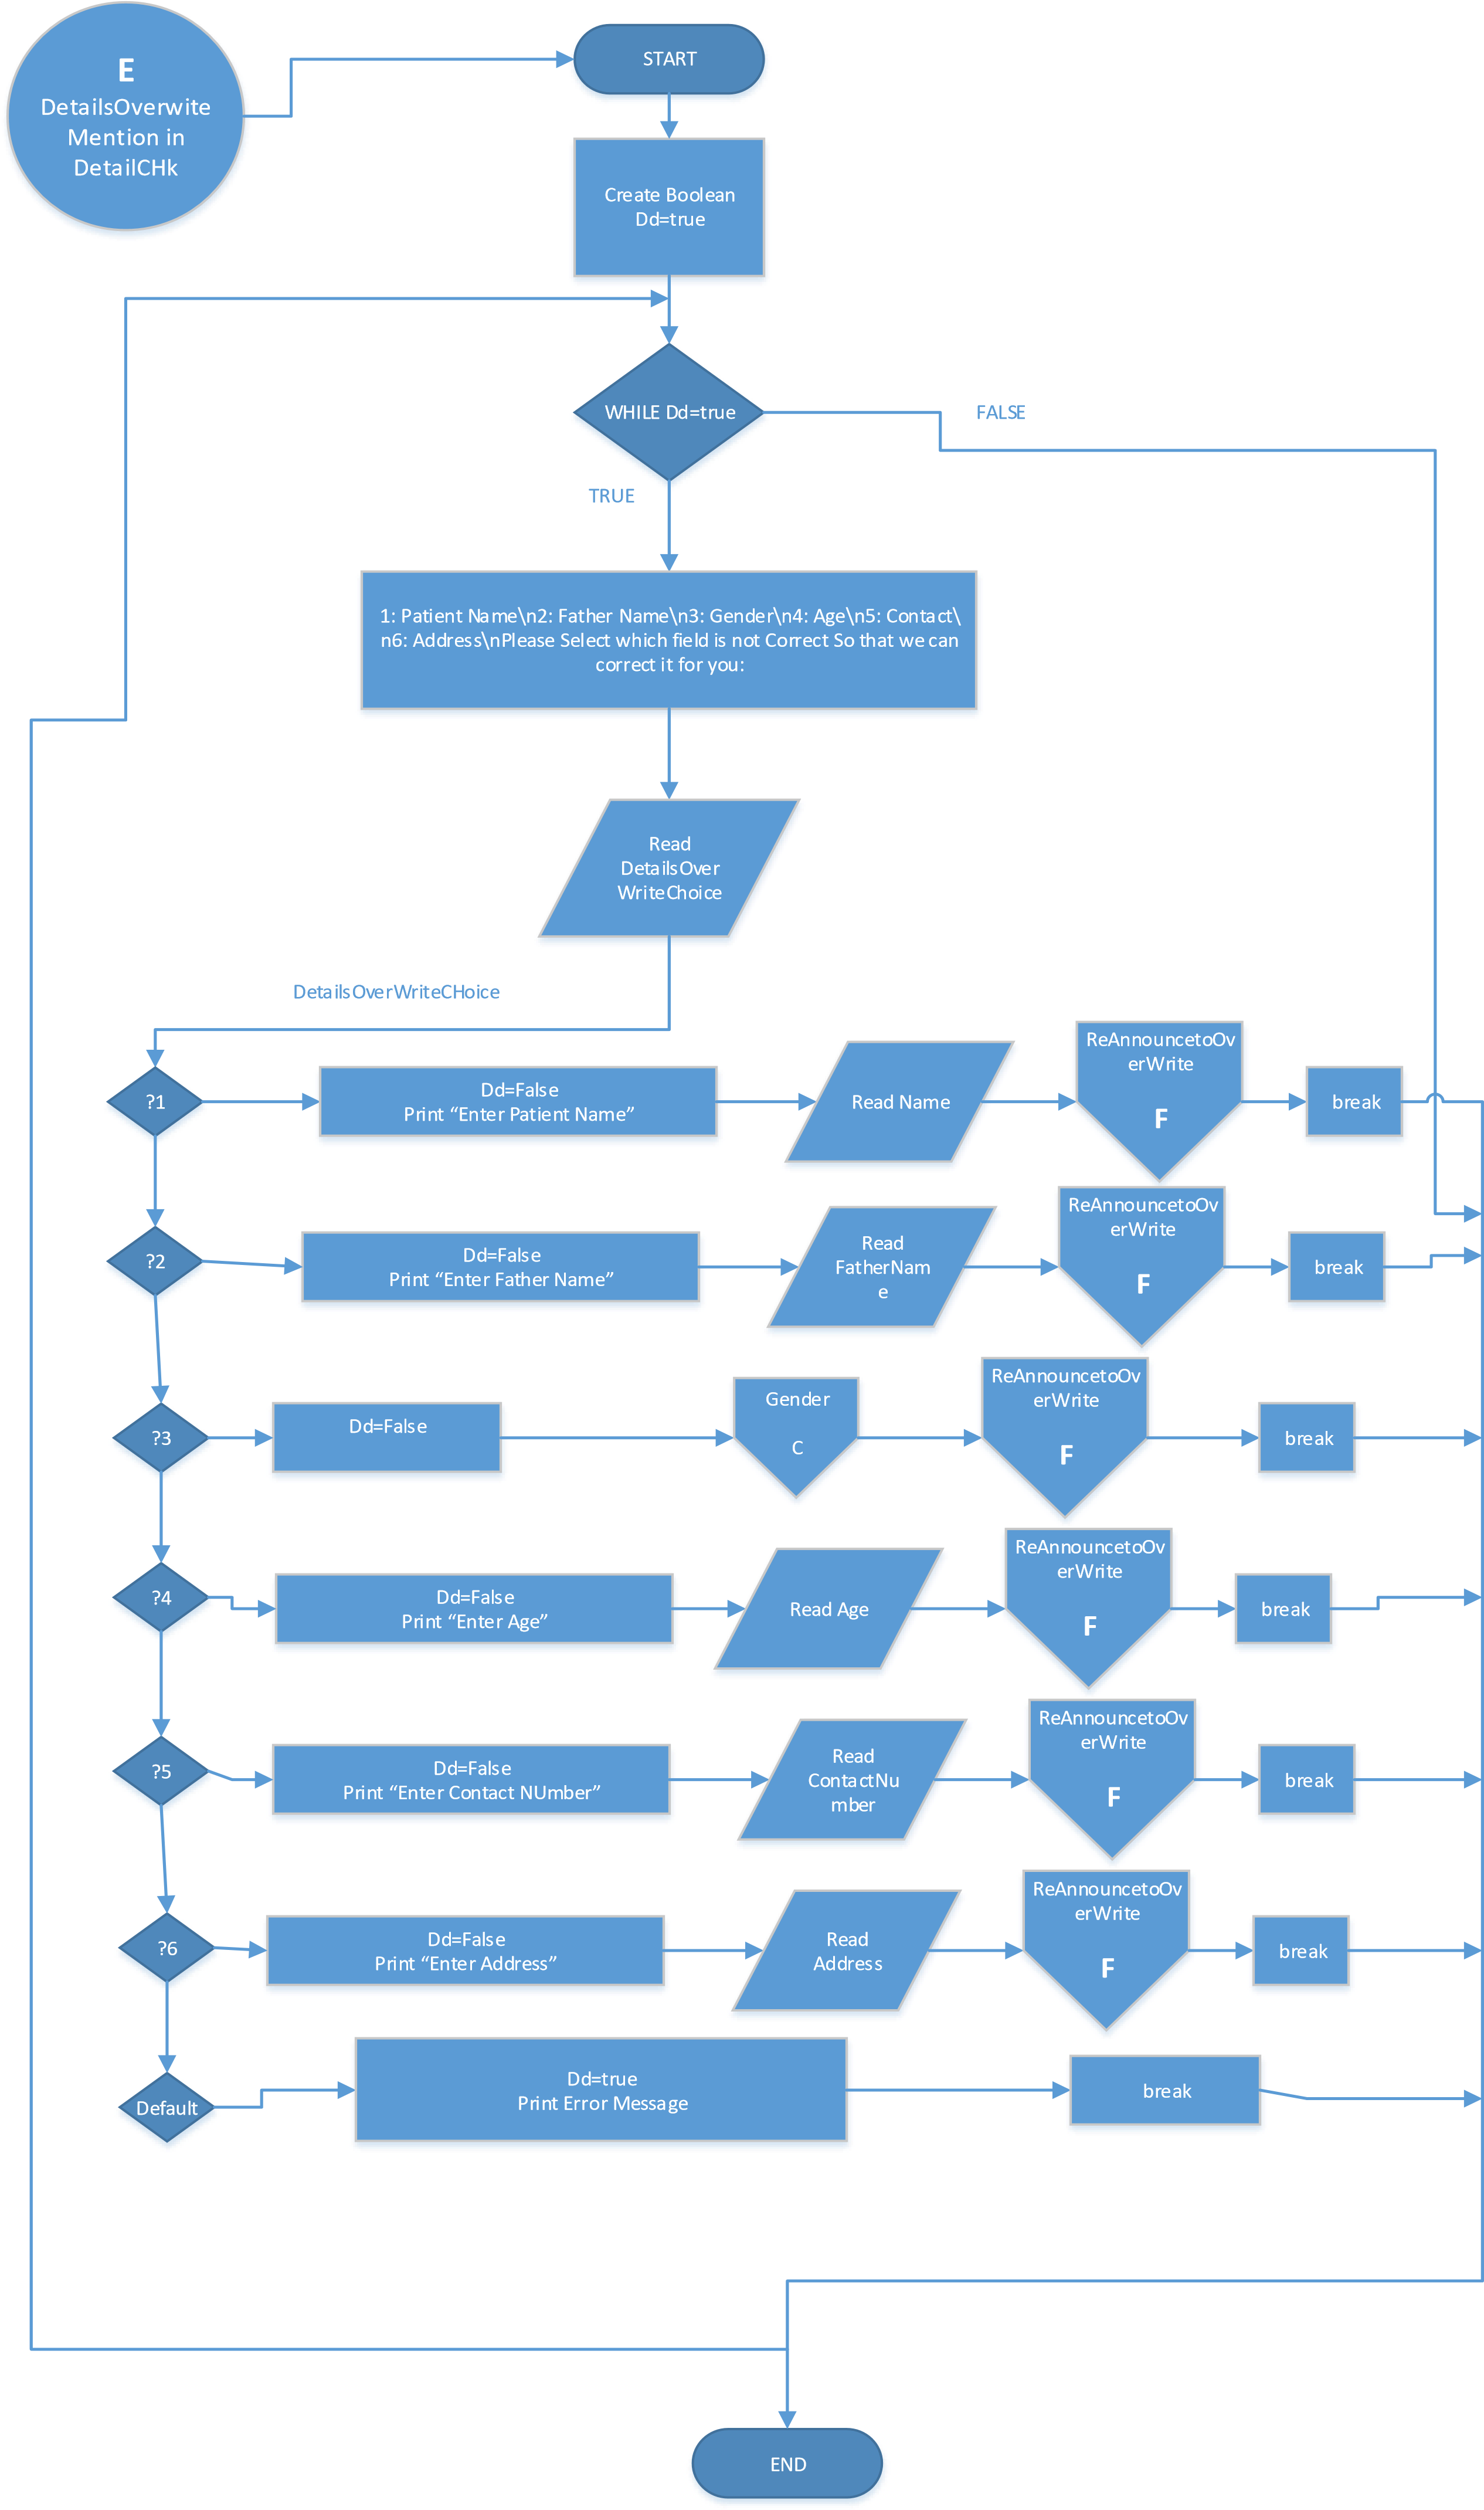 E
DetailsOverwite
Mention in
DetailCHk
START
Create Boolean
Dd=true
WHILE Dd=true
FALSE
TRUE
1: Patient Name\n2: Father Name\n3: Gender\n4: Age\n5: Contact\
n6: Address\nPlease Select which field is not Correct So that we can
correct it for you:
Read
DetailsOver
WriteChoice
DetailsOverWriteCHoice
?1
Dd=False
Print “Enter Patient Name”
Read Name
ReAnnouncetoOv
erWrite
F
break
?2
Dd=False
Print “Enter Father Name”
Read
FatherNam
e
ReAnnouncetoOv
erWrite
F
break
?3
Dd=False
Gender
C
ReAnnouncetoOv
erWrite
F
break
?4
Dd=False
Print “Enter Age”
Read Age
ReAnnouncetoOv
erWrite
F
break
?5
Dd=False
Print “Enter Contact NUmber”
Read
ContactNu
mber
ReAnnouncetoOv
erWrite
F
break
?6
Dd=False
Print “Enter Address”
Read
Address
ReAnnouncetoOv
erWrite
F
break
Default
Dd=true
Print Error Message
break
END